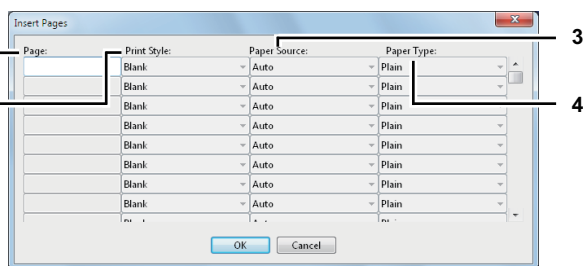 Insert Pages
3
Page: Print Style: Paper Source: Paper Type:
Blank Auto Plain
Blank Auto Plain
4
Blank Auto Plain
Blank Auto Plain
Blank Auto Plain
Blank Auto Plain
Blank Auto Plain
Blank Auto Plain
OK Cancel